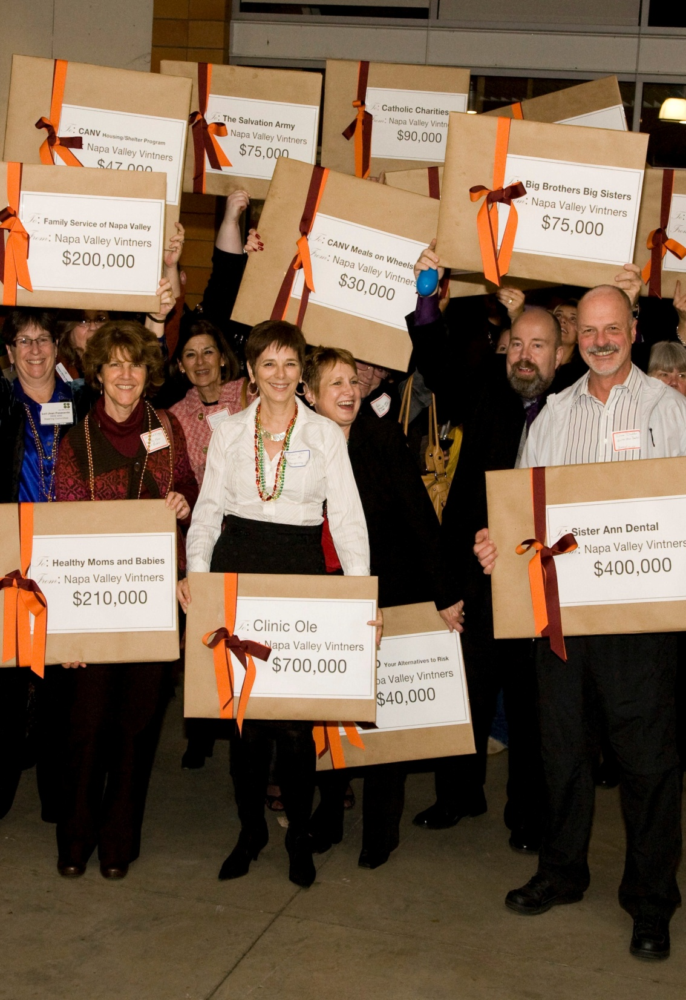 To: CANV Housing/Shelter Program
Napa Valley Vintners
$47,000
To: The Salvation Army
Napa Valley Vintners
$75,000
To: Catholic Charities
From: Napa Valley
$90,000
To: Big Brothers Big Sisters
Napa Valley Vintners
$75,000
To: Family Service of Napa Valley
From: Napa Valley Vintners
$200,000
To: CANV Meals on Wheels
From: Napa Valley Vintners
$30,000
To:
From:
To: Sister Ann Dental
Napa Valley Vintners
$400,000
To: Healthy Moms and Babies
From: Napa Valley Vintners
$210,000
To: Clinic Ole
Napa Valley Vintners
$700,000
Your Alternatives to Risk
Valley Vintners
$40,000